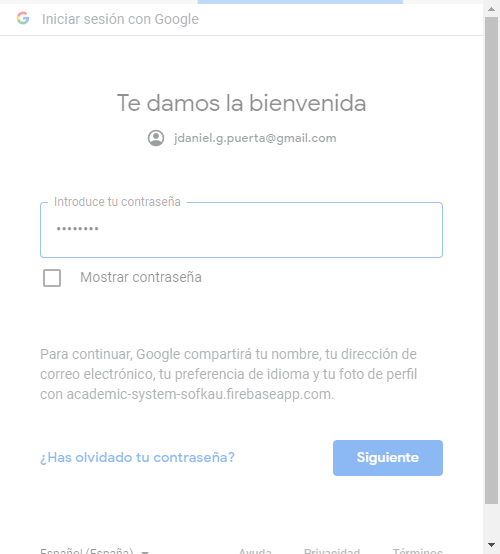 Iniciar sesión con Google
Te damos la bienvenida
jdaniel.g.puerta@gmail.com
Introduce tu contraseña
••••••••
Mostrar contraseña
Para continuar, Google compartirá tu nombre, tu dirección de
correo electrónico, tu preferencia de idioma y tu foto de perfil
con academic-system-sofkau.firebaseapp.com.
¿Has olvidado tu contraseña? Siguiente
Español (España) Ayuda Privacidad Términos